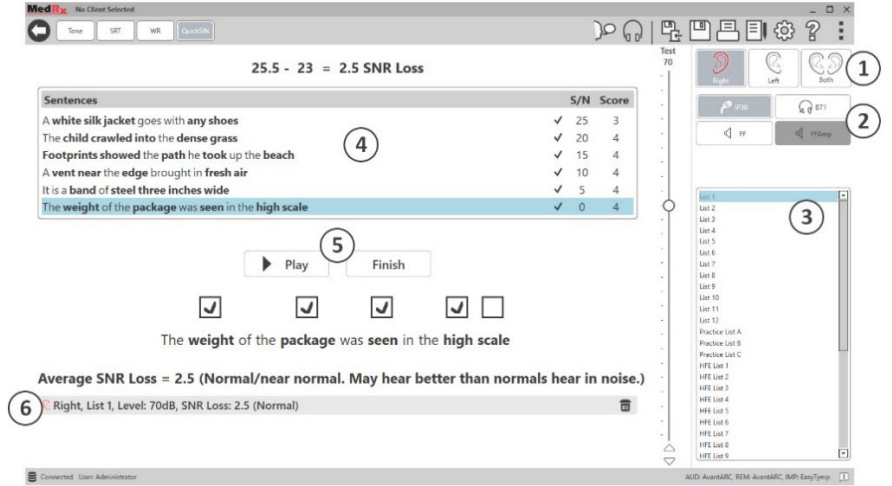 MedRx No Client Selected
Tone SRT WR QuickSIN
Test
70
25.5 - 23 = 2.5 SNR Loss
Sentences S/N Score
A white silk jacket goes with any shoes ✓ 25 3
The child crawled into the dense grass ✓ 20 4
Footprints showed the path he took up the beach ✓ 15 4
A vent near the edge brought in fresh air ✓ 10 4
It is a band of steel three inches wide ✓ 5 4
The weight of the package was seen in the high scale ✓ 0 4
4
5
Play Finish
The weight of the package was seen in the high scale
Average SNR Loss = 2.5 (Normal/near normal. May hear better than normals hear in noise.)
6
Right, List 1, Level: 70dB, SNR Loss: 2.5 (Normal)
Right Left Both
1
IP30 871
2
FF FFAmp
3
List 1
List 2
List 3
List 4
List 5
List 6
List 7
List 8
List 9
List 10
List 11
List 12
Practice List A
Practice List B
Practice List C
HFE List 1
HFE List 2
HFE List 3
HFE List 4
HFE List 5
HFE List 6
HFE List 7
HFE List 8
HFE List 9
Connected User: Administrator
AUD: AvantARC, REM: AvantARC, IMP: EasyTymp